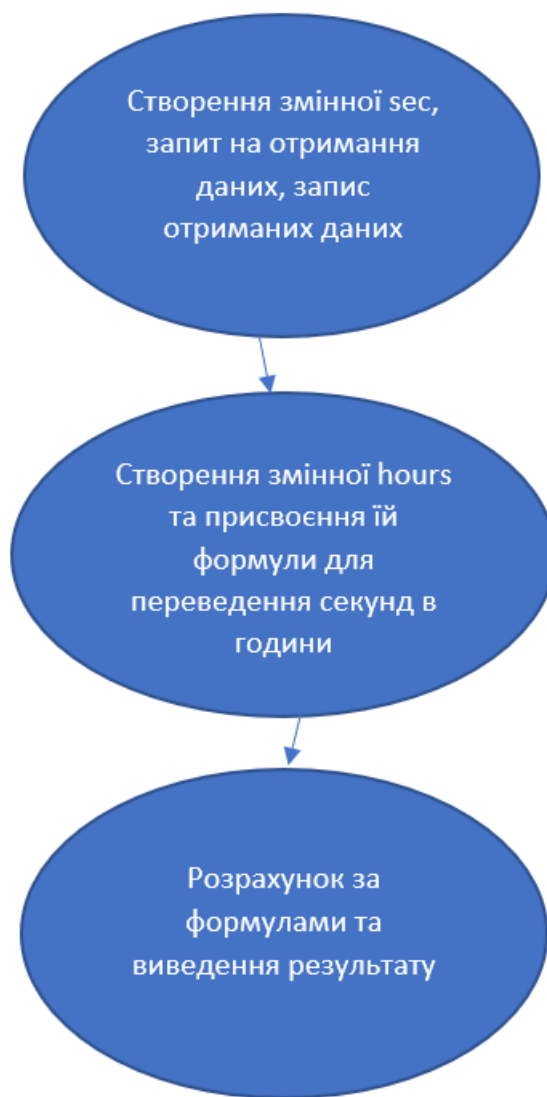 Створення змінної sec,
запит на отримання
даних, запис
отриманих даних
Створення змінної hours
та присвоєння їй
формули для
переведення секунд в
години
Розрахунок за
формулами та
виведення результату